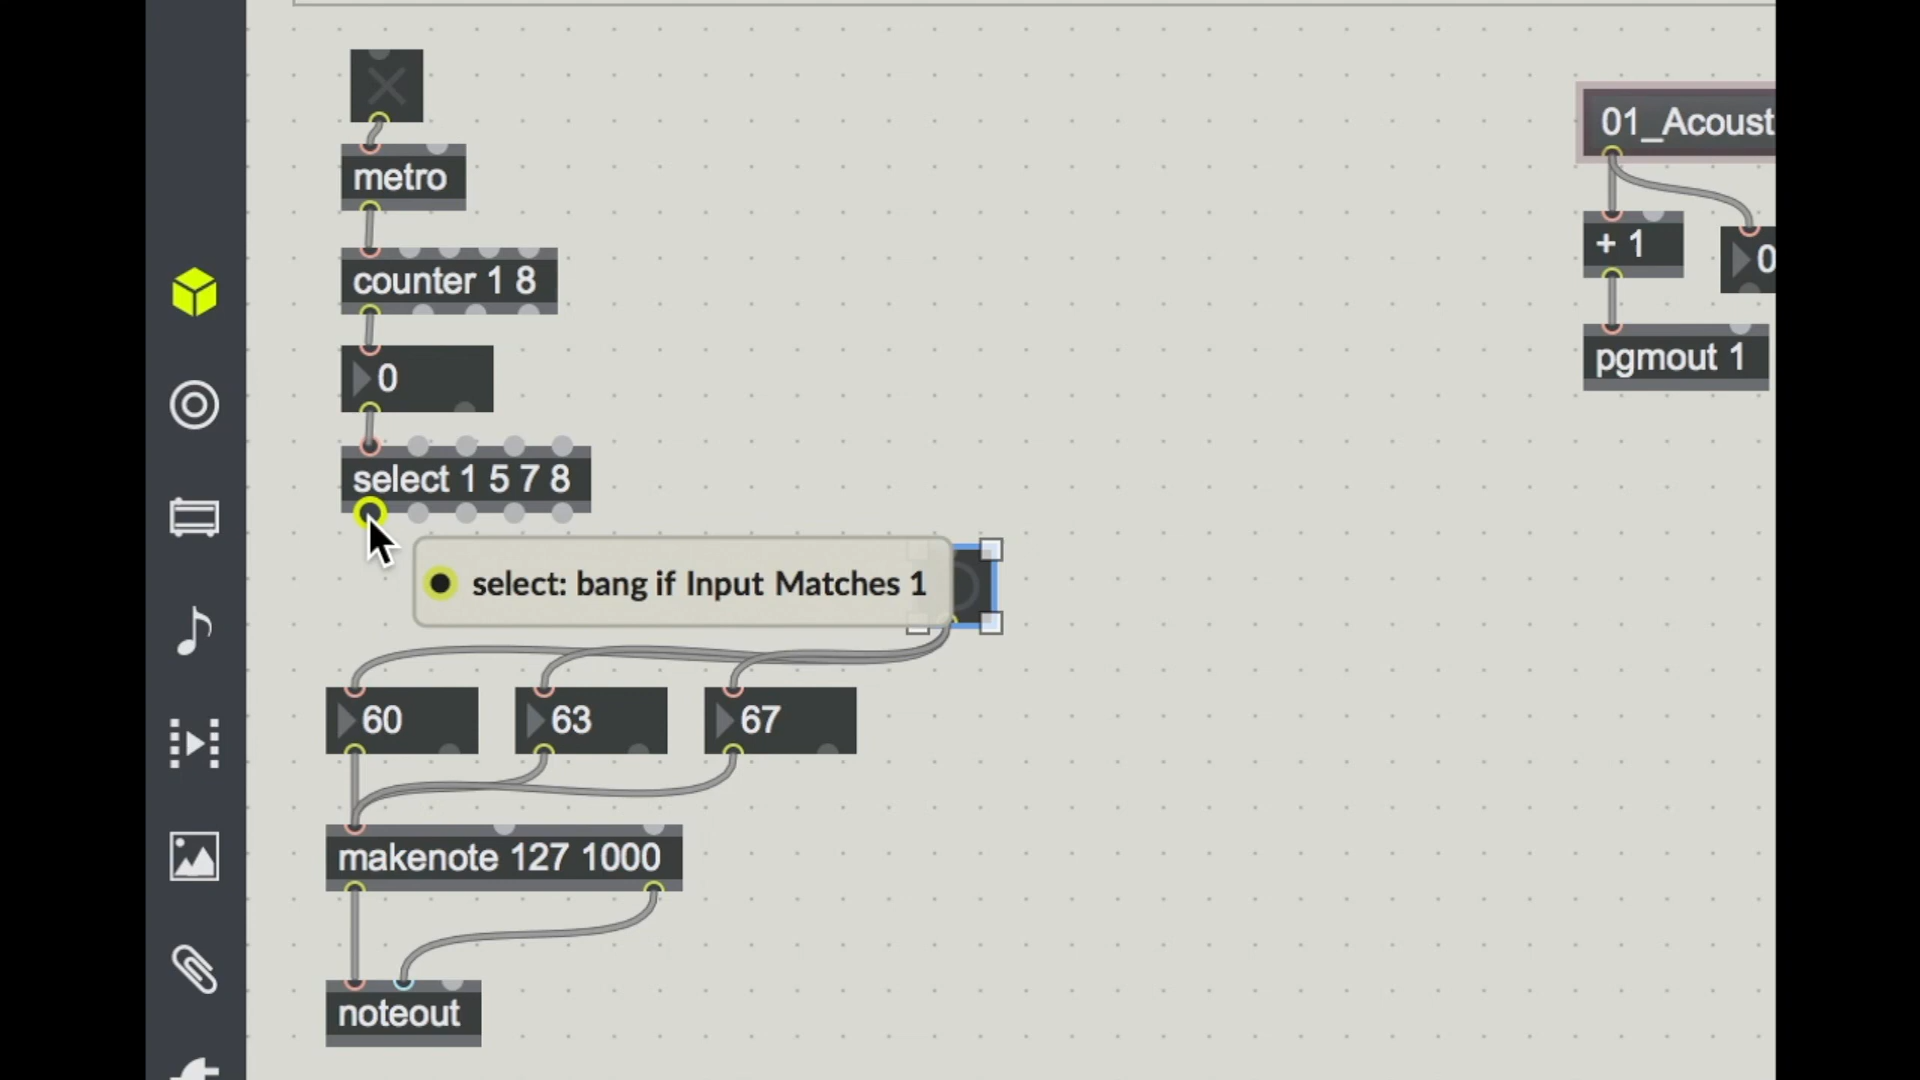 01_Acoust
metro
+ 1
0
counter 1 8
pgmout 1
0
select 1 5 7 8
select: bang if Input Matches 1
60
63
67
makenote 127 1000
noteout